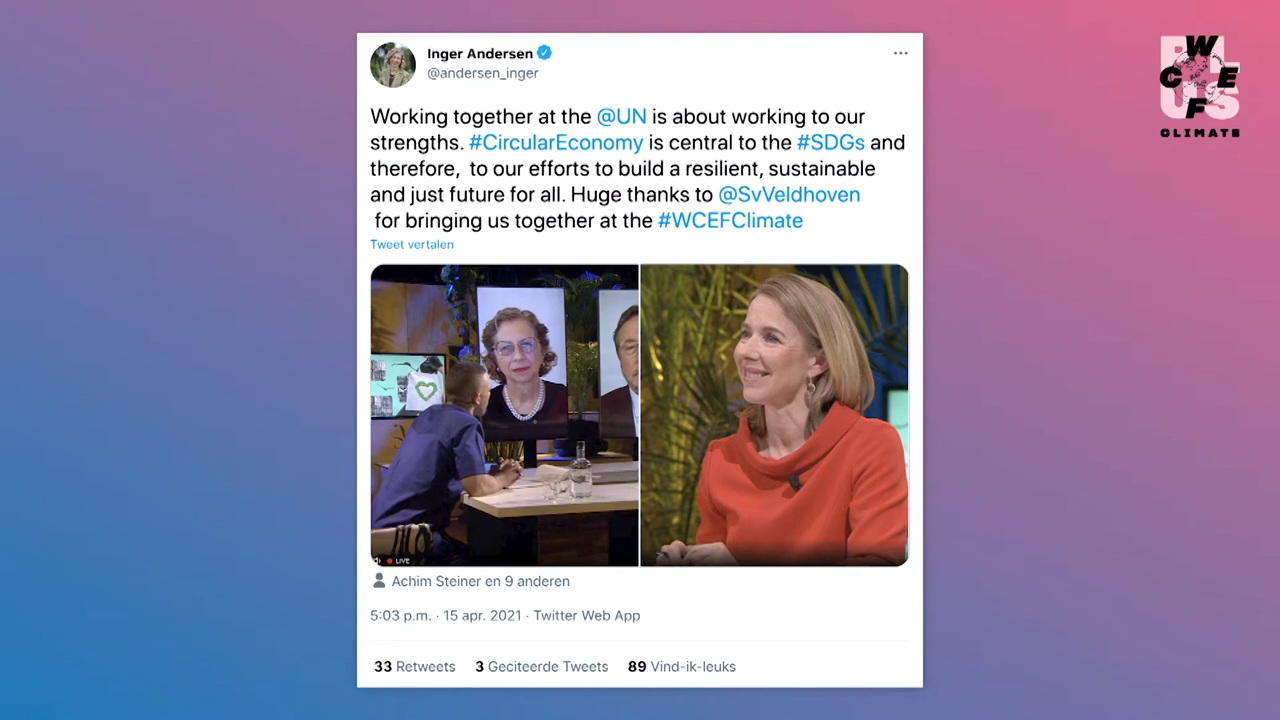 Inger Andersen
@andersen_inger
Working together at the @UN is about working to our
strengths. #CircularEconomy is central to the #SDGs and
therefore,  to our efforts to build a resilient, sustainable
and just future for all. Huge thanks to @SvVeldhoven
for bringing us together at the #WCEFClimate
Tweet vertalen
LIVE
Achim Steiner en 9 anderen
5:03 p.m. · 15 apr. 2021 · Twitter Web App
33 Retweets 3 Geciteerde Tweets 89 Vind-ik-leuks
PLUS
WCEF
CLIMATE